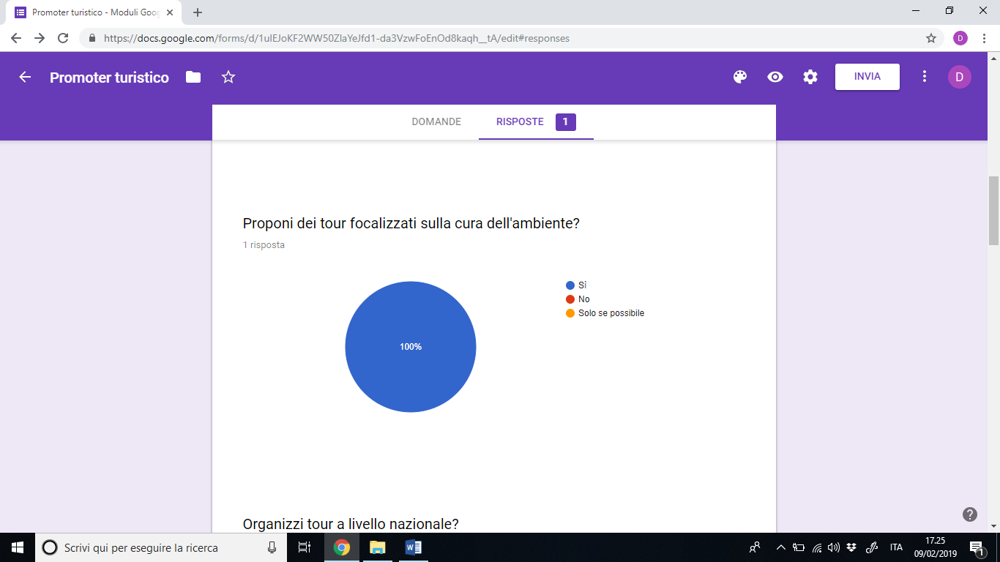 Promoter turistico - Moduli Goog
https://docs.google.com/forms/d/1uIEJoKF2WW50ZlaYeJfd1-da3VzwFoEnOd8kaqh__tA/edit#responses
D
Promoter turistico
INVIA
D
DOMANDE
RISPOSTE
1
Proponi dei tour focalizzati sulla cura dell'ambiente?
1 risposta
100%
Sì
No
Solo se possibile
Organizzi tour a livello nazionale?
Scrivi qui per eseguire la ricerca
ITA
17.25
09/02/2019
1